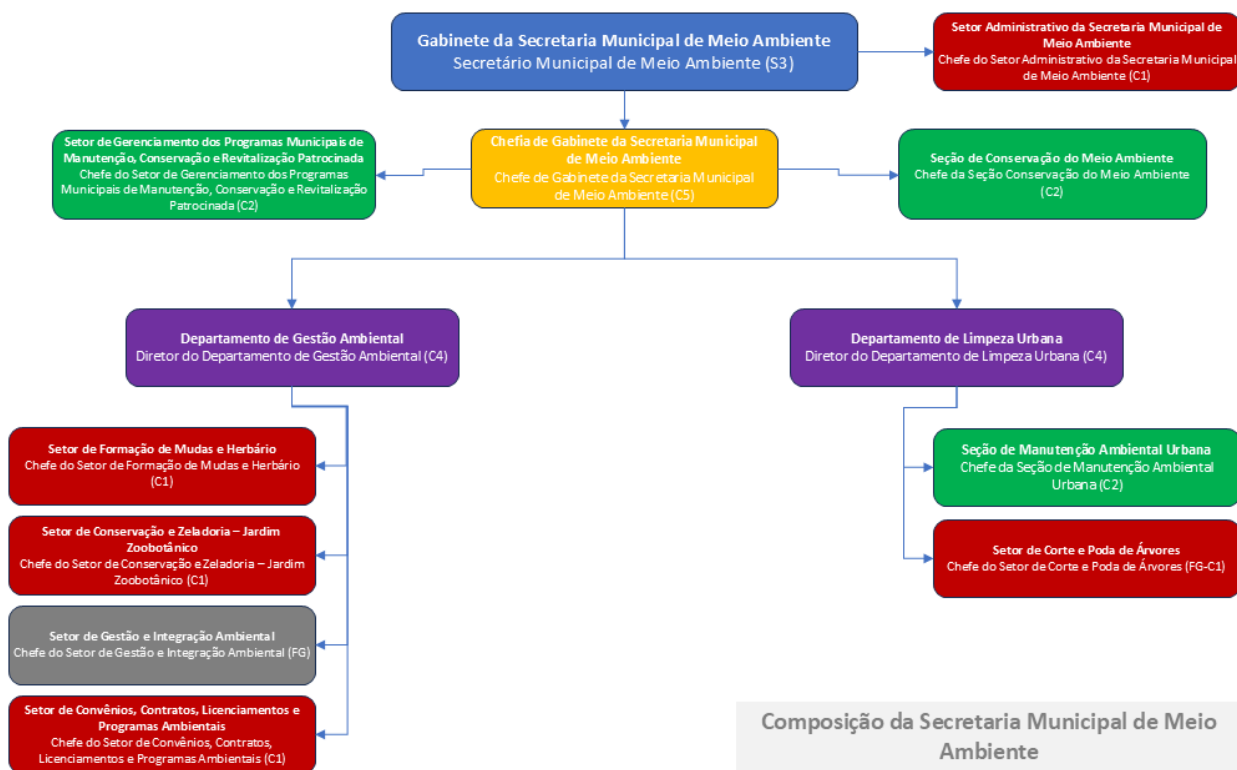 Gabinete da Secretaria Municipal de Meio Ambiente
Secretário Municipal de Meio Ambiente (S3)
Setor Administrativo da Secretaria Municipal de
Meio Ambiente
Chefe do Setor Administrativo da Secretaria Municipal
de Meio Ambiente (C1)
Setor de Gerenciamento dos Programas Municipais de
Manutenção, Conservação e Revitalização Patrocinada
Chefe do Setor de Gerenciamento dos Programas
Municipais de Manutenção, Conservação e Revitalização
Patrocinada (C2)
Chefia de Gabinete da Secretaria Municipal
de Meio Ambiente
Chefe de Gabinete da Secretaria Municipal
de Meio Ambiente (C5)
Seção de Conservação do Meio Ambiente
Chefe da Seção Conservação do Meio Ambiente
(C2)
Departamento de Gestão Ambiental
Diretor do Departamento de Gestão Ambiental (C4)
Departamento de Limpeza Urbana
Diretor do Departamento de Limpeza Urbana (C4)
Setor de Formação de Mudas e Herbário
Chefe do Setor de Formação de Mudas e Herbário
(C1)
Setor de Conservação e Zeladoria – Jardim
Zoobotânico
Chefe do Setor de Conservação e Zeladoria – Jardim
Zoobotânico (C1)
Setor de Gestão e Integração Ambiental
Chefe do Setor de Gestão e Integração Ambiental (FG)
Setor de Convênios, Contratos, Licenciamentos e
Programas Ambientais
Chefe do Setor de Convênios, Contratos,
Licenciamentos e Programas Ambientais (C1)
Seção de Manutenção Ambiental Urbana
Chefe da Seção de Manutenção Ambiental
Urbana (C2)
Setor de Corte e Poda de Árvores
Chefe do Setor de Corte e Poda de Árvores (FG-C1)
Composição da Secretaria Municipal de Meio
Ambiente